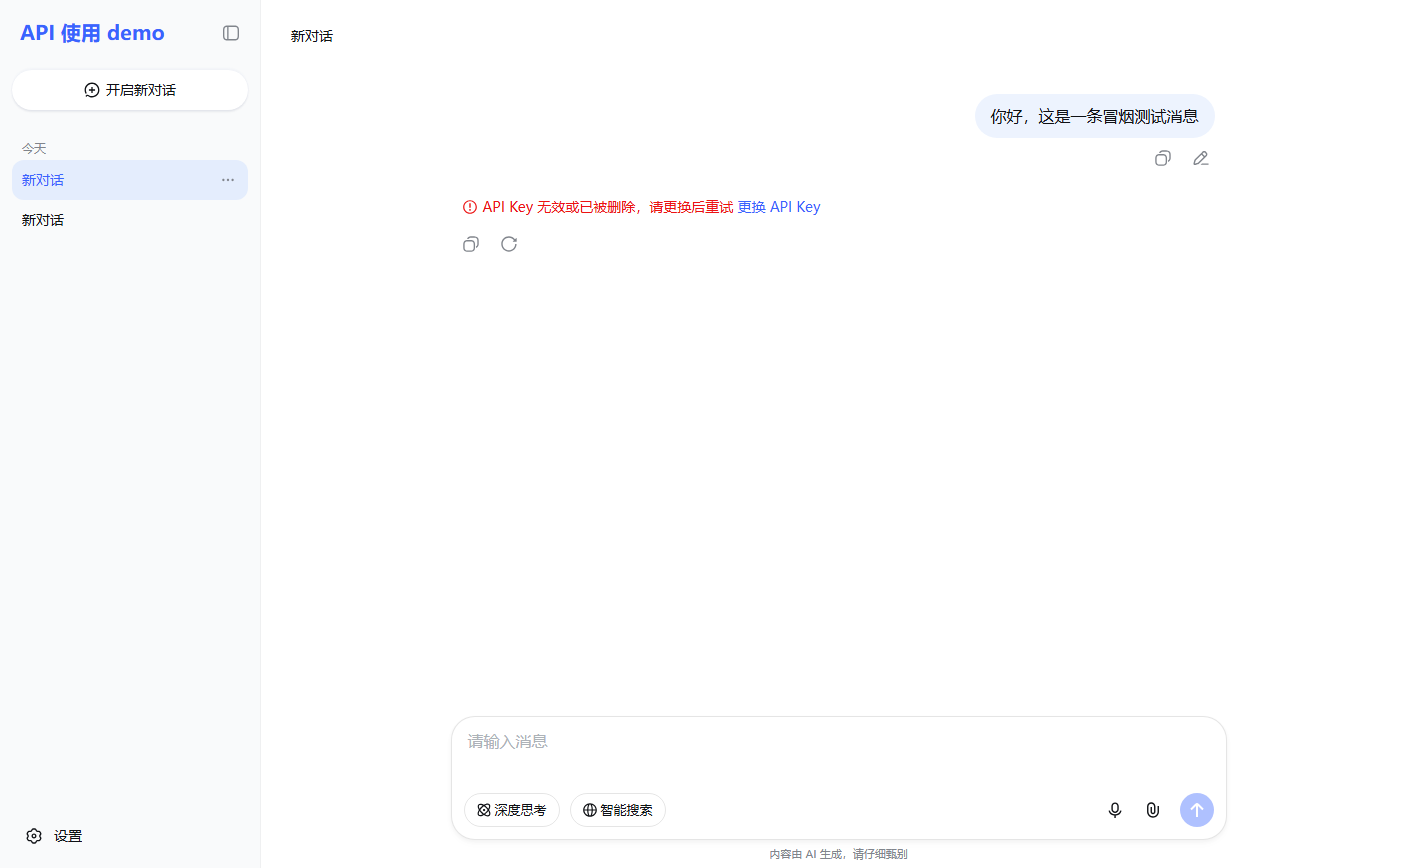 API 使用 demo
开启新对话
今天
新对话
新对话
设置
新对话
你好，这是一条冒烟测试消息
API Key 无效或已被删除，请更换后重试 更换 API Key
请输入消息
深度思考
智能搜索
内容由 AI 生成，请仔细甄别